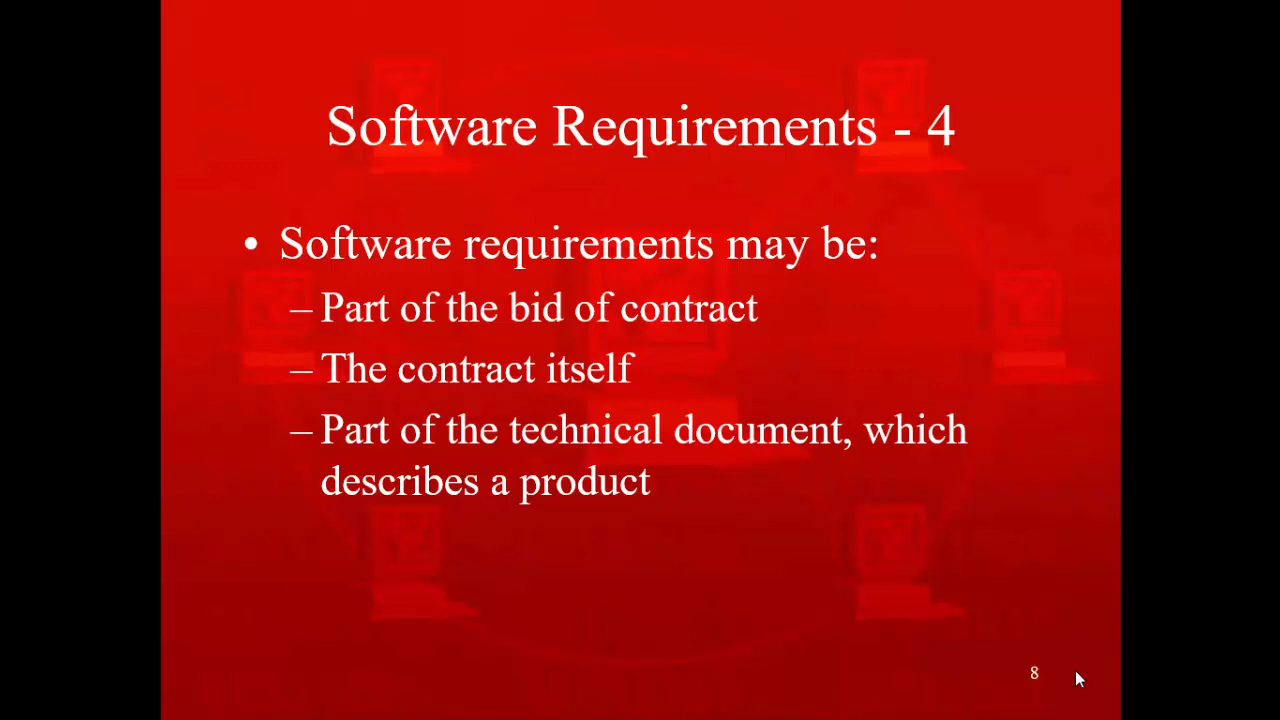 Software Requirements - 4
• Software requirements may be:
– Part of the bid of contract
– The contract itself
– Part of the technical document, which
describes a product
8